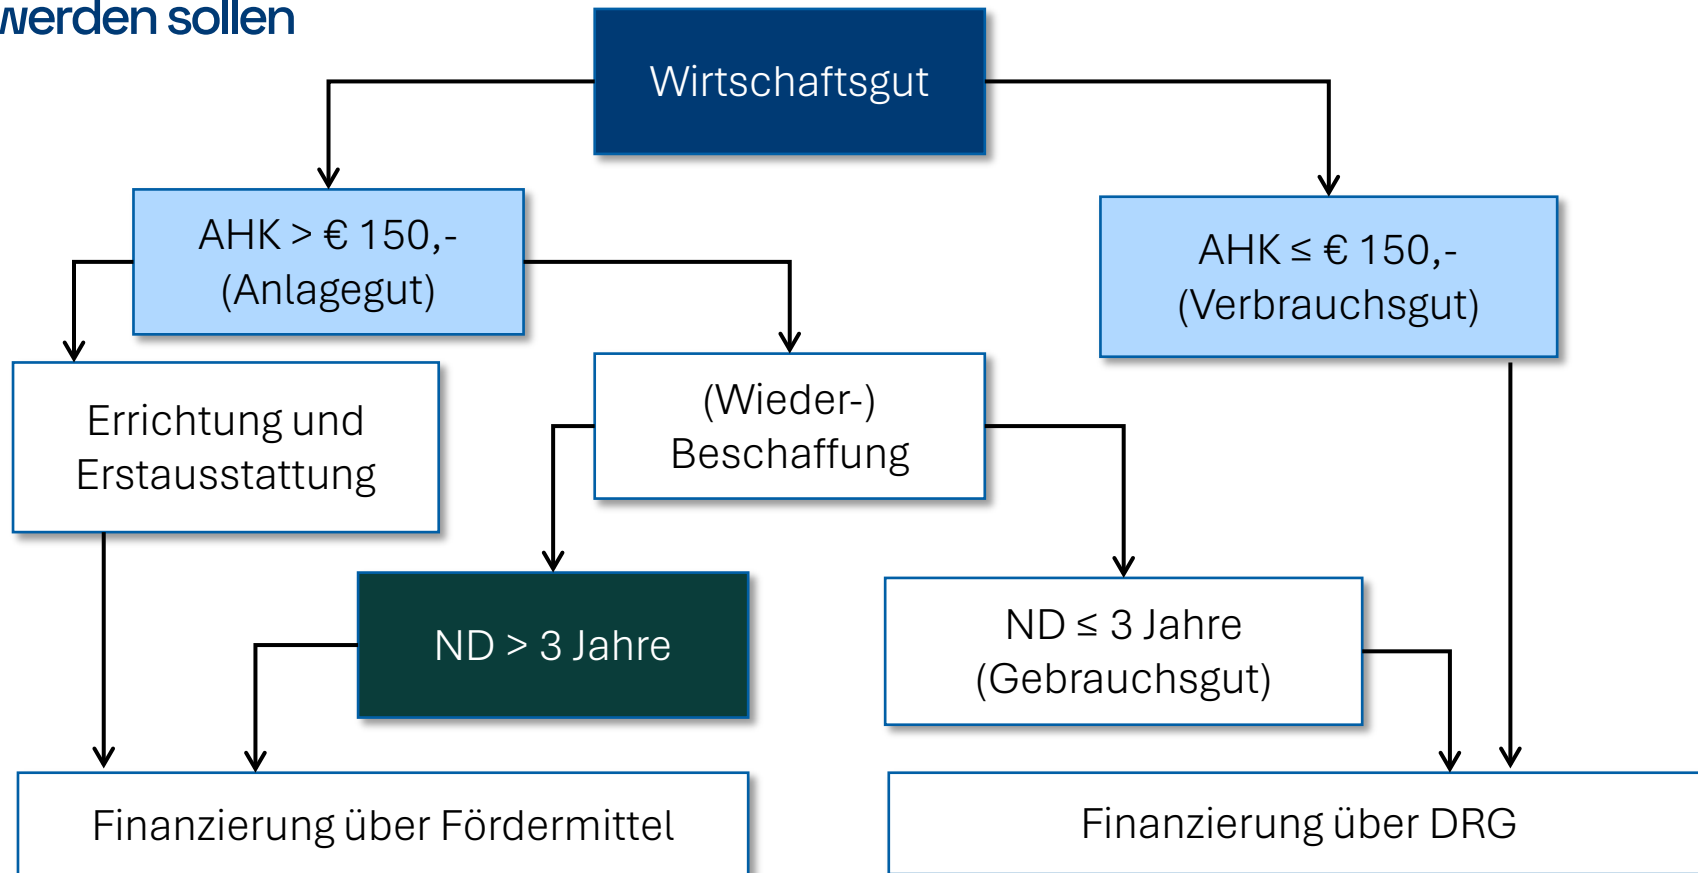 werden sollen
Wirtschaftsgut
AHK > € 150,-
(Anlagegut)
AHK ≤ € 150,-
(Verbrauchsgut)
Errichtung und
Erstausstattung
(Wieder-)
Beschaffung
ND > 3 Jahre
ND ≤ 3 Jahre
(Gebrauchsgut)
Finanzierung über Fördermittel
Finanzierung über DRG